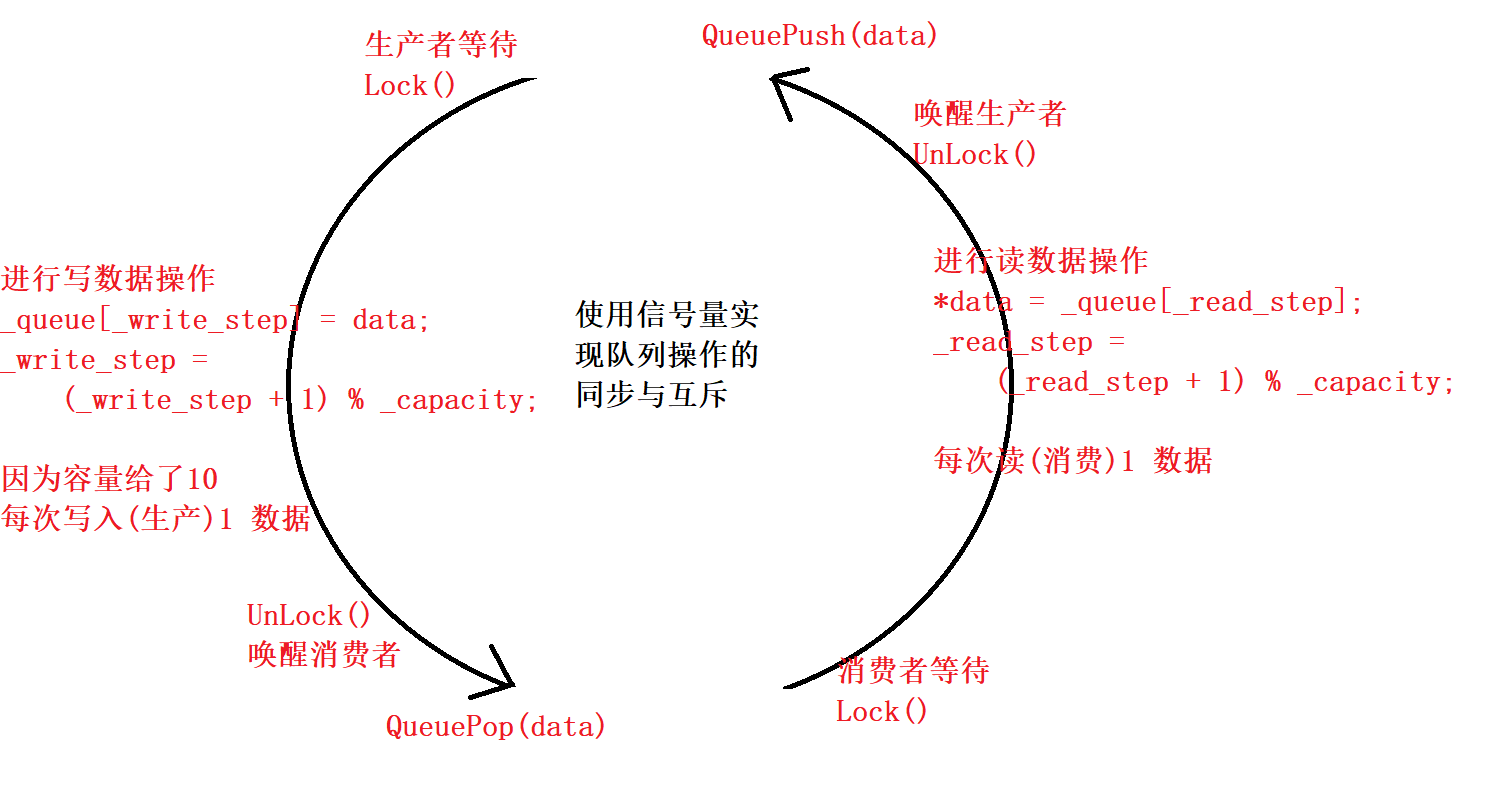 QueuePush(data)
生产者等待
Lock()
进行写数据操作
_queue[_write_step] = data;
_write_step =
(_write_step + 1) % _capacity;
因为容量给了10
每次写入(生产)1 数据
UnLock()
唤醒消费者
QueuePop(data)
使用信号量实
现队列操作的
同步与互斥
消费者等待
Lock()
进行读数据操作
*data = _queue[_read_step];
_read_step =
(_read_step + 1) % _capacity;
每次读(消费)1 数据
唤醒生产者
UnLock()